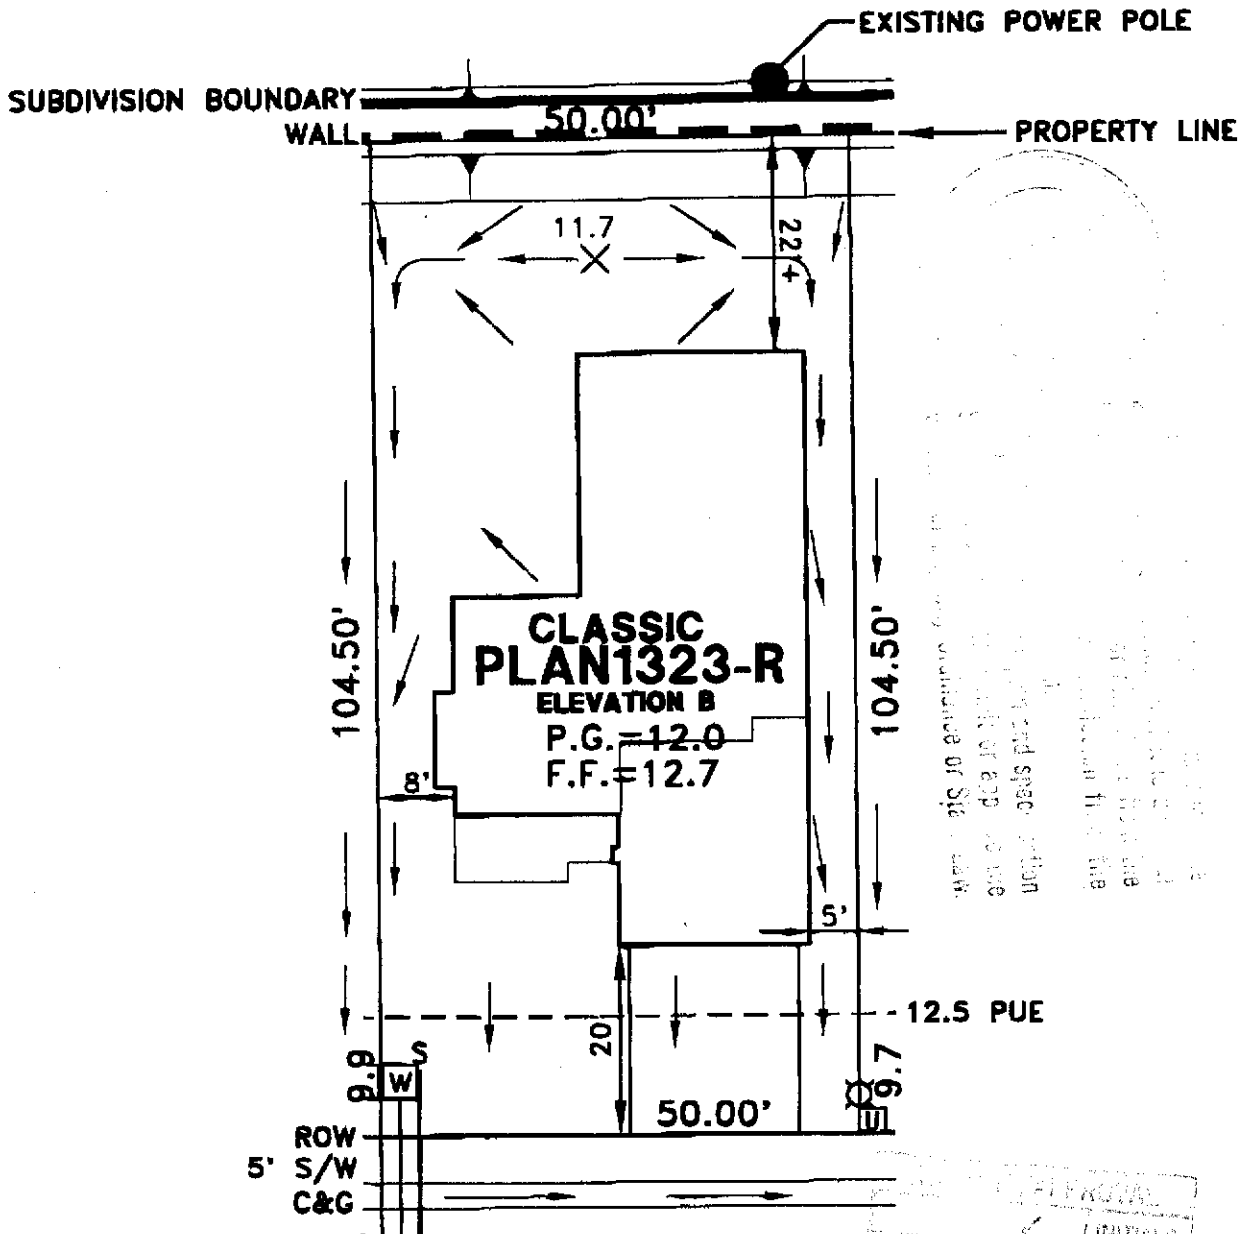 EXISTING POWER POLE
SUBDIVISION BOUNDARY
50.00'
WALL
PROPERTY LINE
11.7
22'+
104.50'
104.50'
CLASSIC
PLAN1323-R
ELEVATION B
P.G.=12.0
F.F.=12.7
8'
5'
12.5 PUE
20
9.9
S
W
9.7
U
50.00'
ROW
5' S/W
C&G